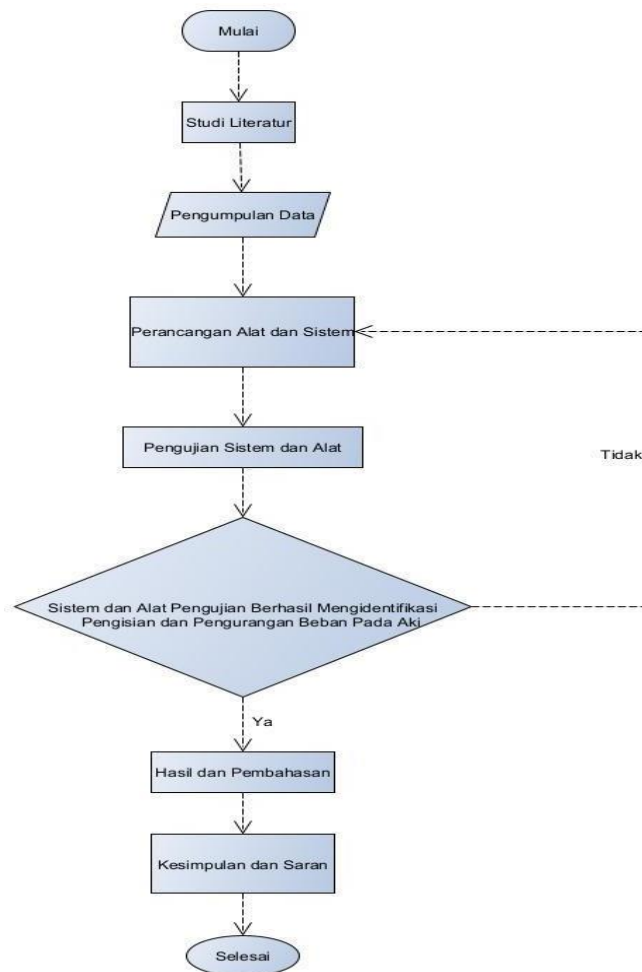 Mulai
Studi Literatur
Pengumpulan Data
Perancangan Alat dan Sistem
Pengujian Sistem dan Alat
Tidak
Sistem dan Alat Pengujian Berhasil Mengidentifikasi
Pengisian dan Pengurangan Beban Pada Aki
Ya
Hasil dan Pembahasan
Kesimpulan dan Saran
Selesai